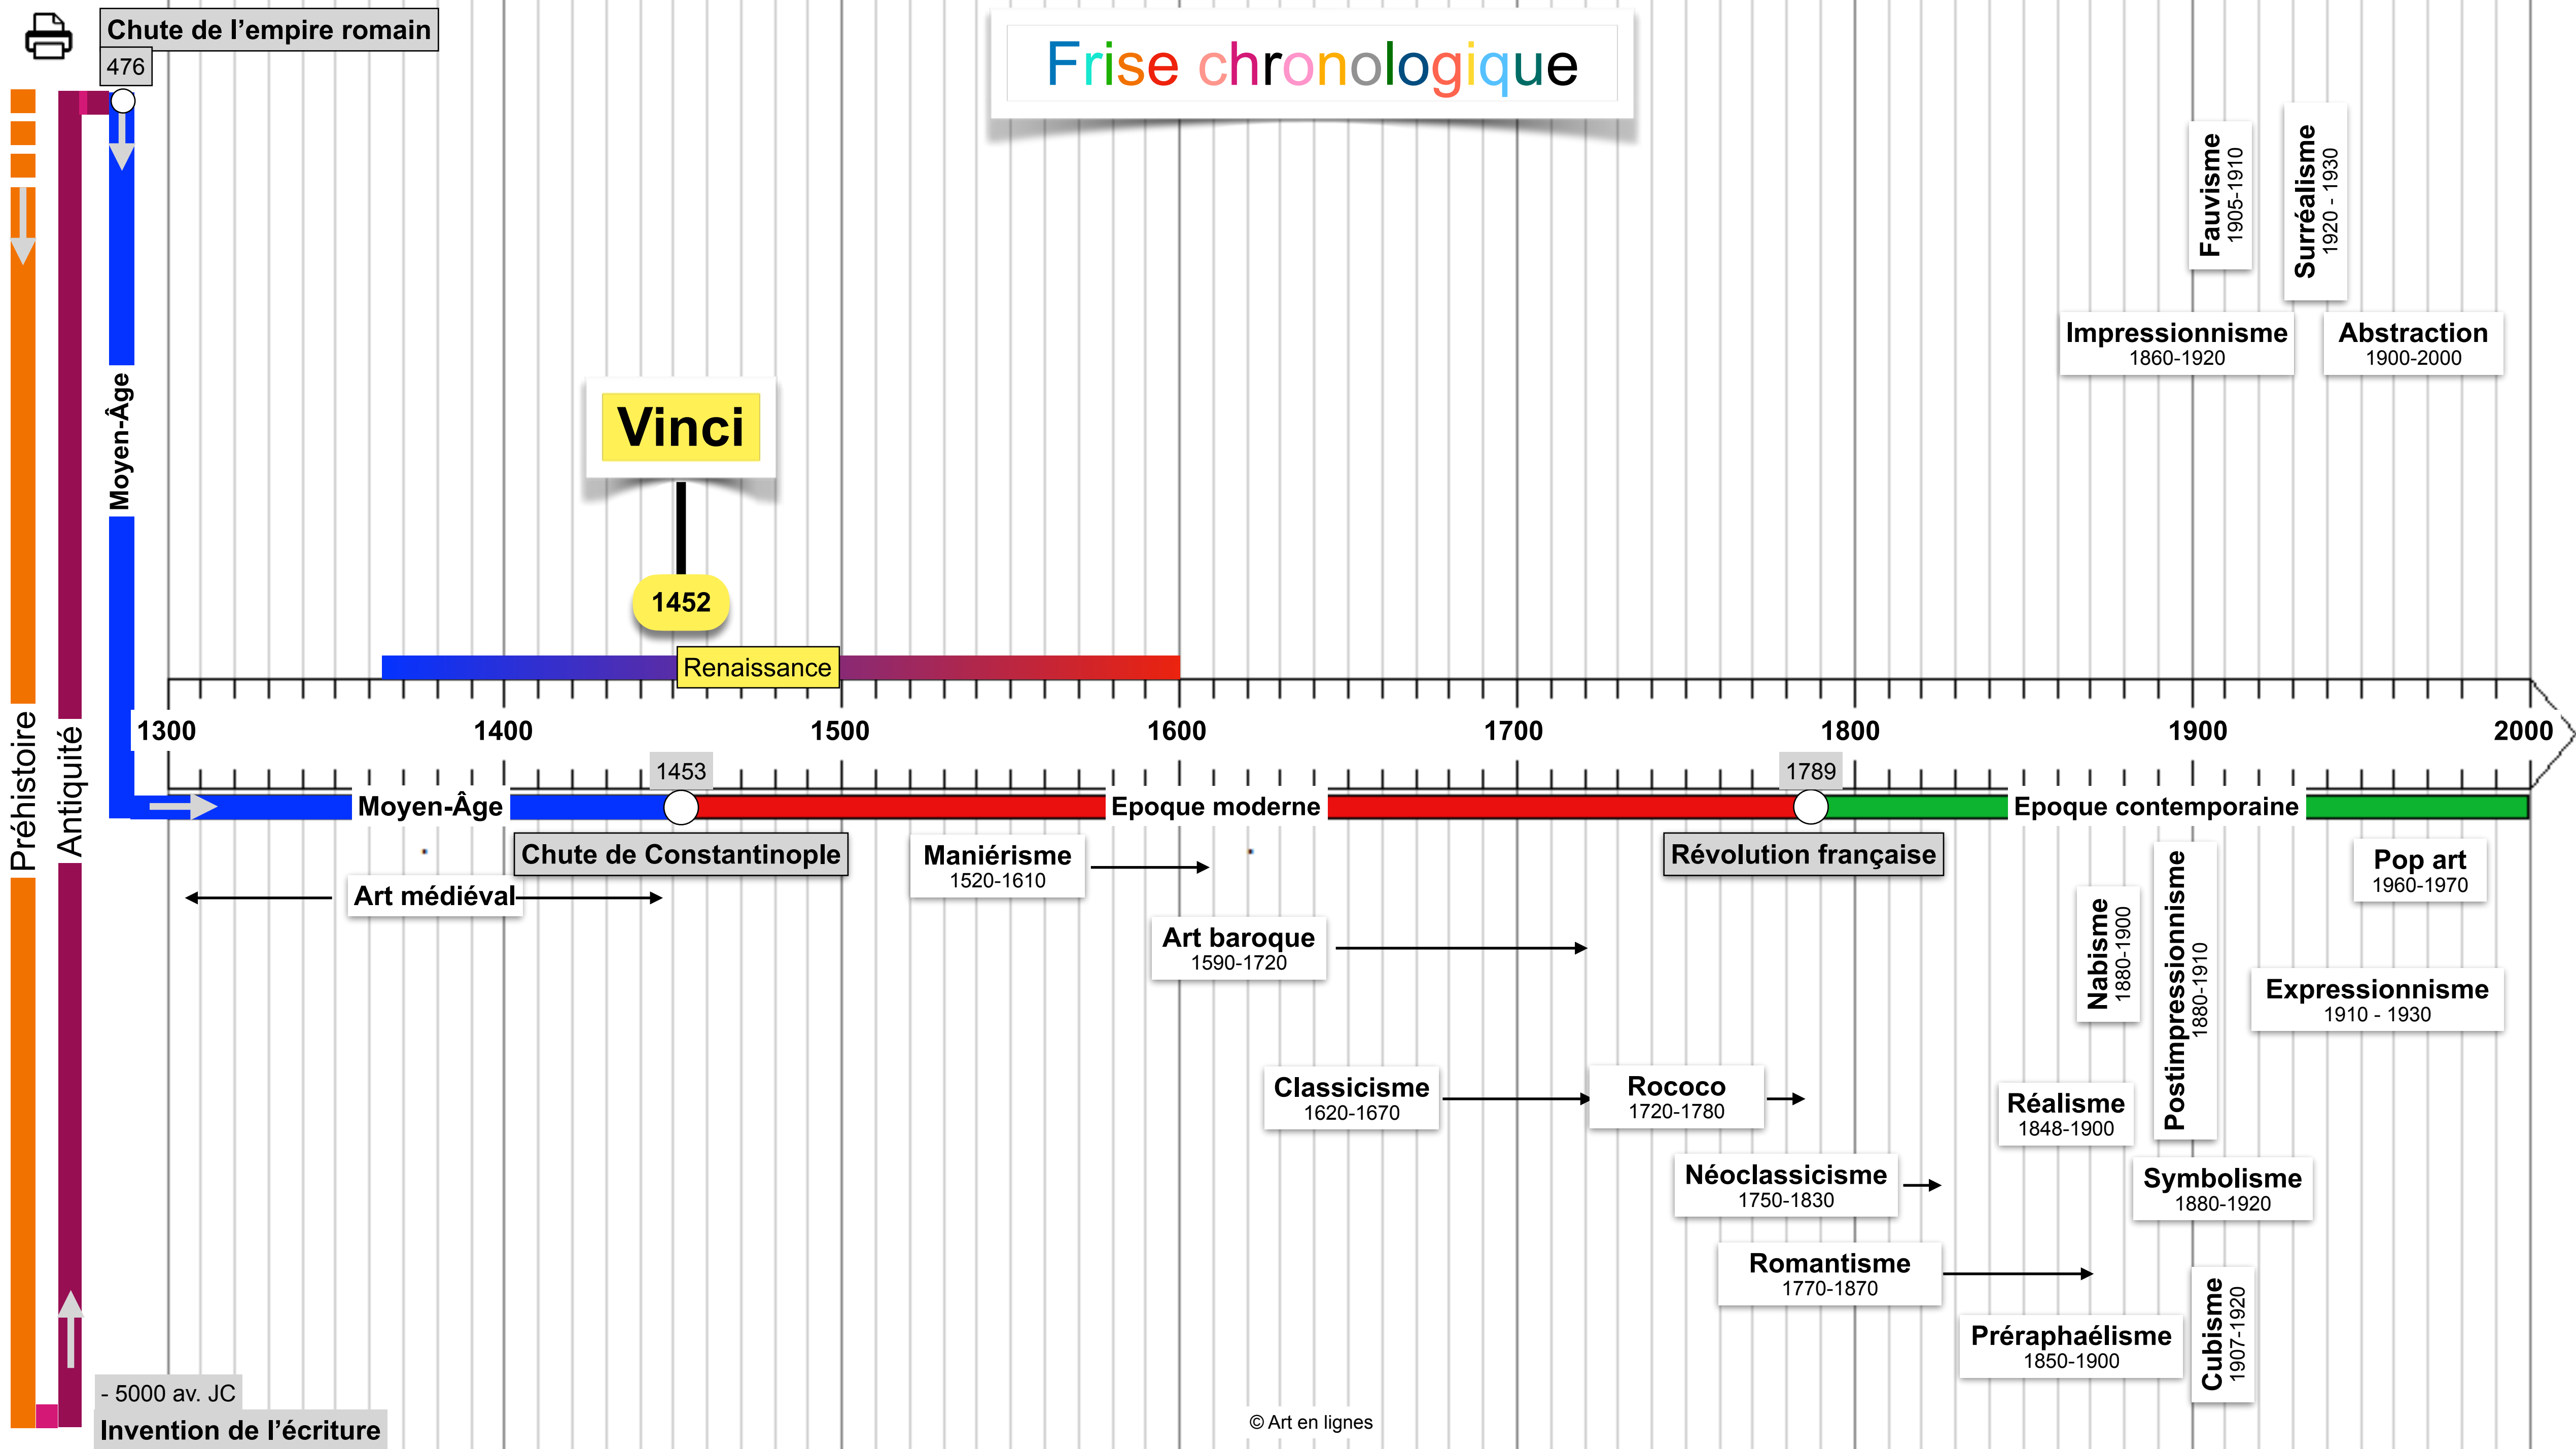 Chute de l’empire romain
476
Frise chronologique
Fauvisme
1905-1910
Surréalisme
1920 - 1930
Impressionnisme
1860-1920
Abstraction
1900-2000
Moyen-Âge
Vinci
1452
Renaissance
Préhistoire
Antiquité
1300 1400 1500 1600 1700 1800 1900 2000
1453
1789
Moyen-Âge
Epoque moderne
Epoque contemporaine
Chute de Constantinople
Révolution française
Art médiéval
Maniérisme
1520-1610
Pop art
1960-1970
Art baroque
1590-1720
Nabisme
1880-1900
Postimpressionnisme
1880-1910
Expressionnisme
1910 - 1930
Classicisme
1620-1670
Rococo
1720-1780
Réalisme
1848-1900
Néoclassicisme
1750-1830
Symbolisme
1880-1920
Romantisme
1770-1870
Préraphaélisme
1850-1900
Cubisme
1907-1920
- 5000 av. JC
Invention de l’écriture
© Art en lignes